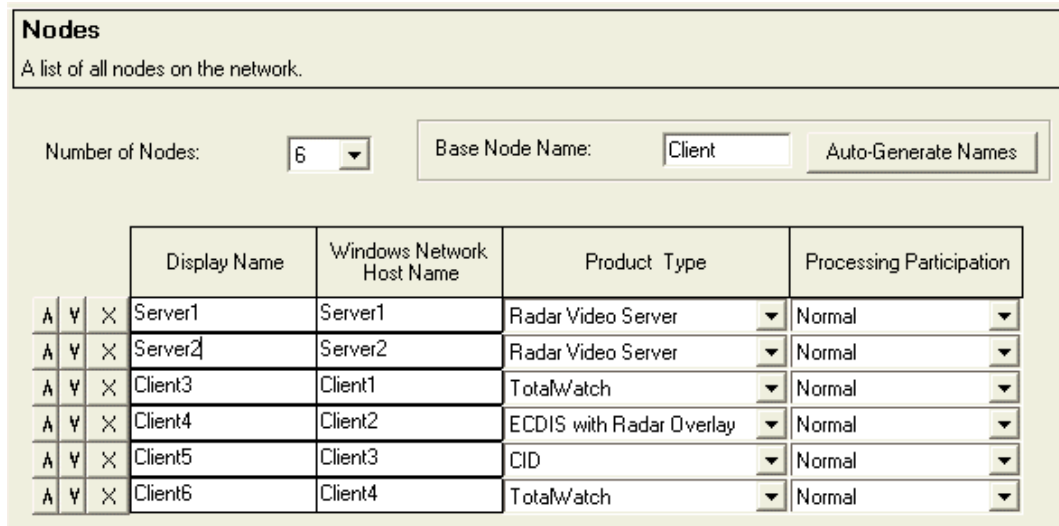 Nodes
A list of all nodes on the network.
Number of Nodes: 6 Base Node Name: Client Auto-Generate Names
Display Name Windows Network Host Name Product Type Processing Participation
Λ V X Server1 Server1 Radar Video Server Normal
Λ V X Server2 Server2 Radar Video Server Normal
Λ V X Client3 Client1 TotalWatch Normal
Λ V X Client4 Client2 ECDIS with Radar Overlay Normal
Λ V X Client5 Client3 CID Normal
Λ V X Client6 Client4 TotalWatch Normal